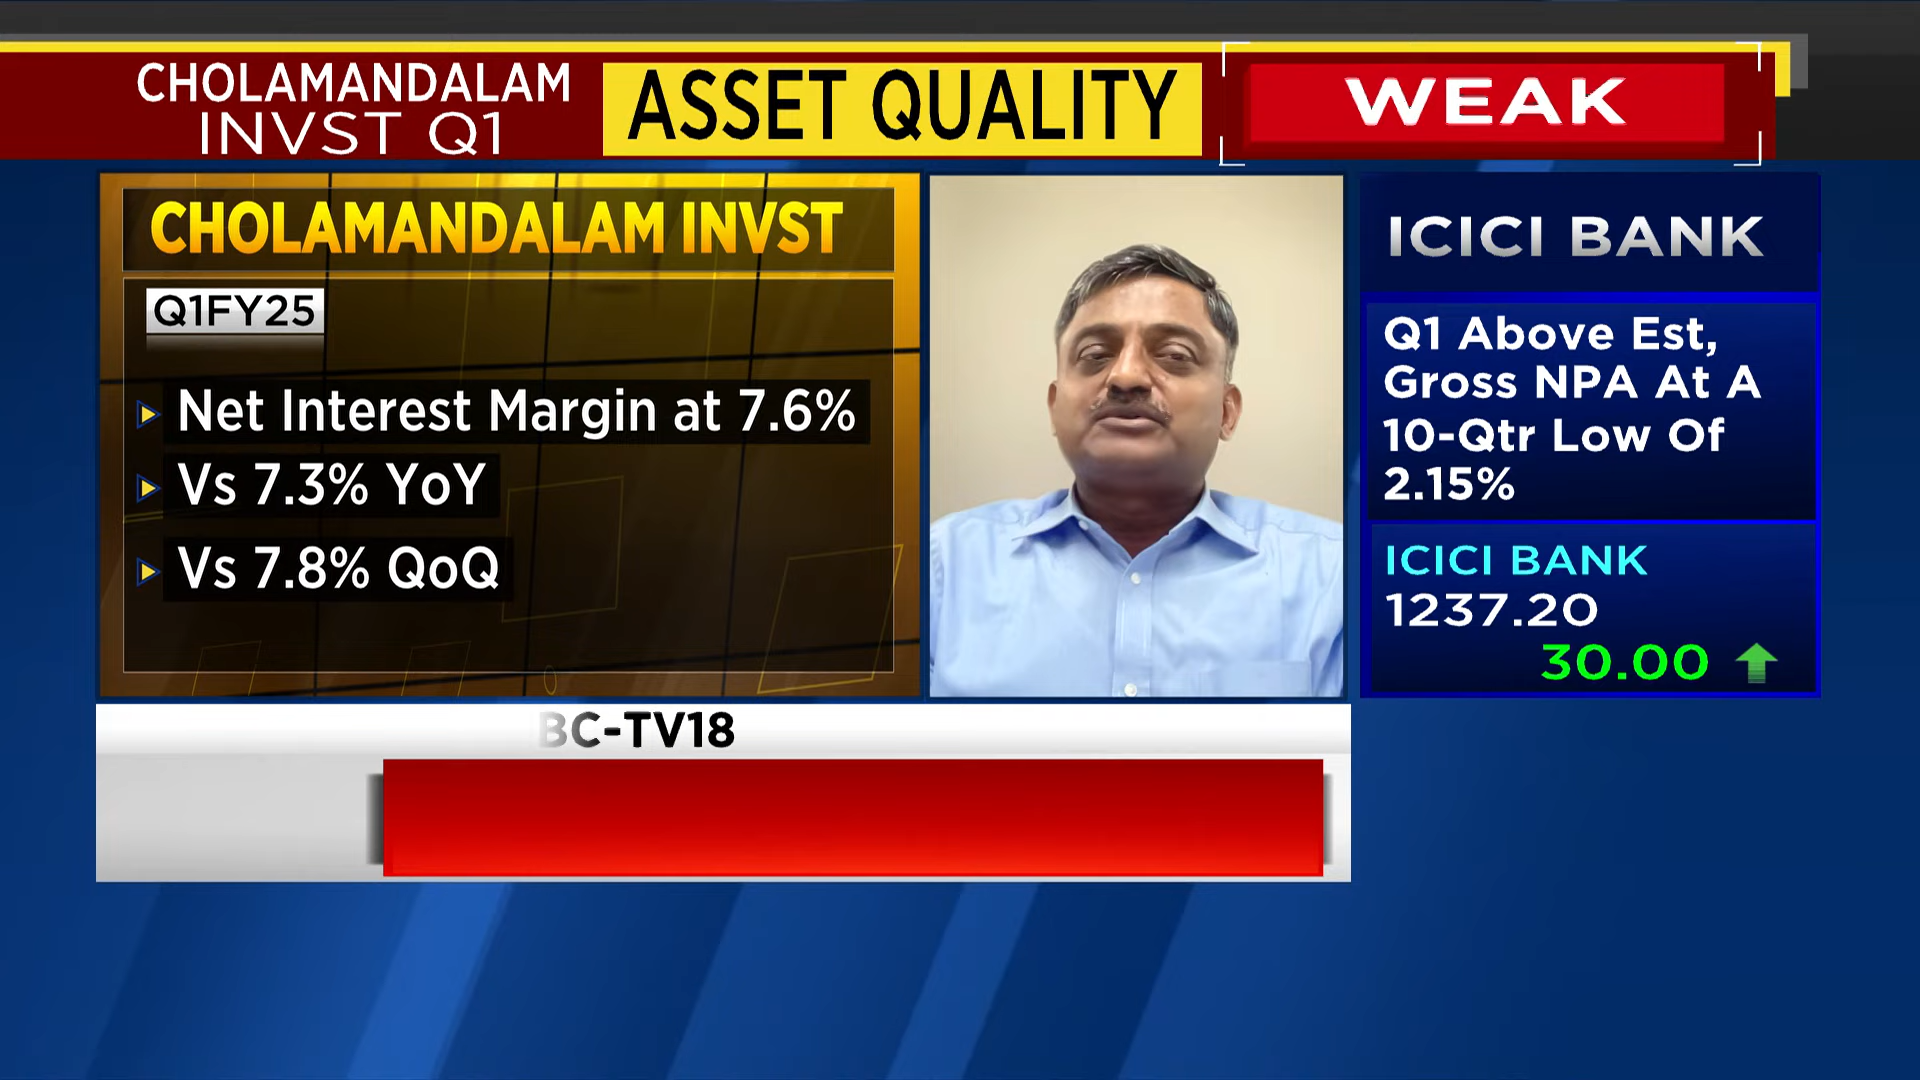 CHOLAMANDALAM
INVST Q1
ASSET QUALITY
WEAK
CHOLAMANDALAM INVST
Q1FY25
Net Interest Margin at 7.6%
Vs 7.3% YoY
Vs 7.8% QoQ
ICICI BANK
Q1 Above Est,
Gross NPA At A
10-Qtr Low Of
2.15%
ICICI BANK
1237.20
30.00
BC-TV18